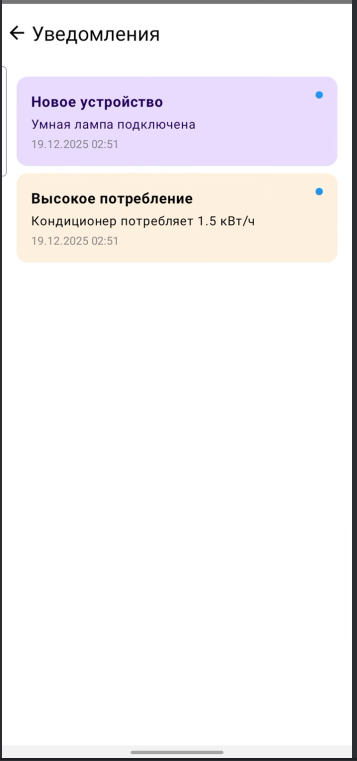 Уведомления
Новое устройство
Умная лампа подключена
19.12.2025 02:51
Высокое потребление
Кондиционер потребляет 1.5 кВт/ч
19.12.2025 02:51